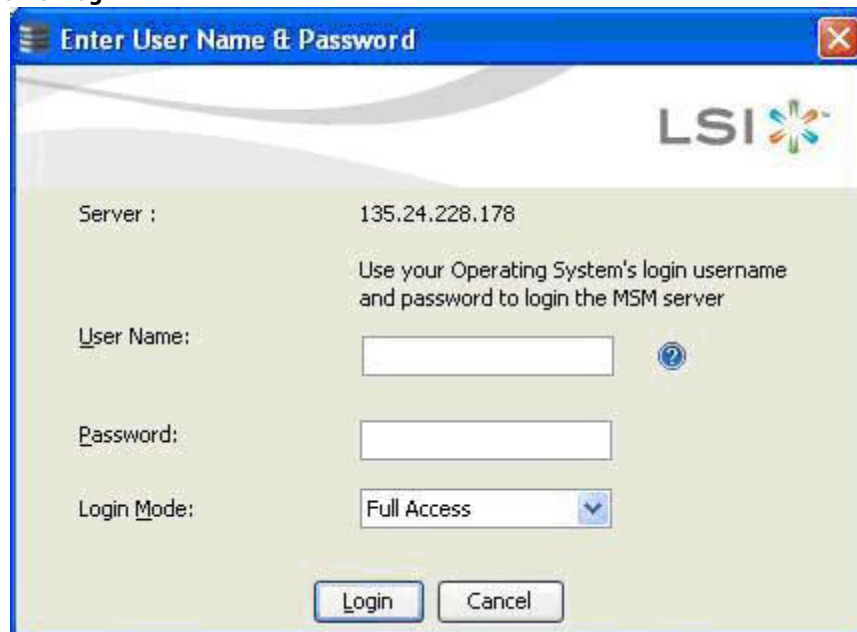 Enter User Name & Password
LSI
Server : 135.24.228.178
Use your Operating System's login username
and password to login the MSM server
User Name:
Password:
Login Mode: Full Access
Login Cancel